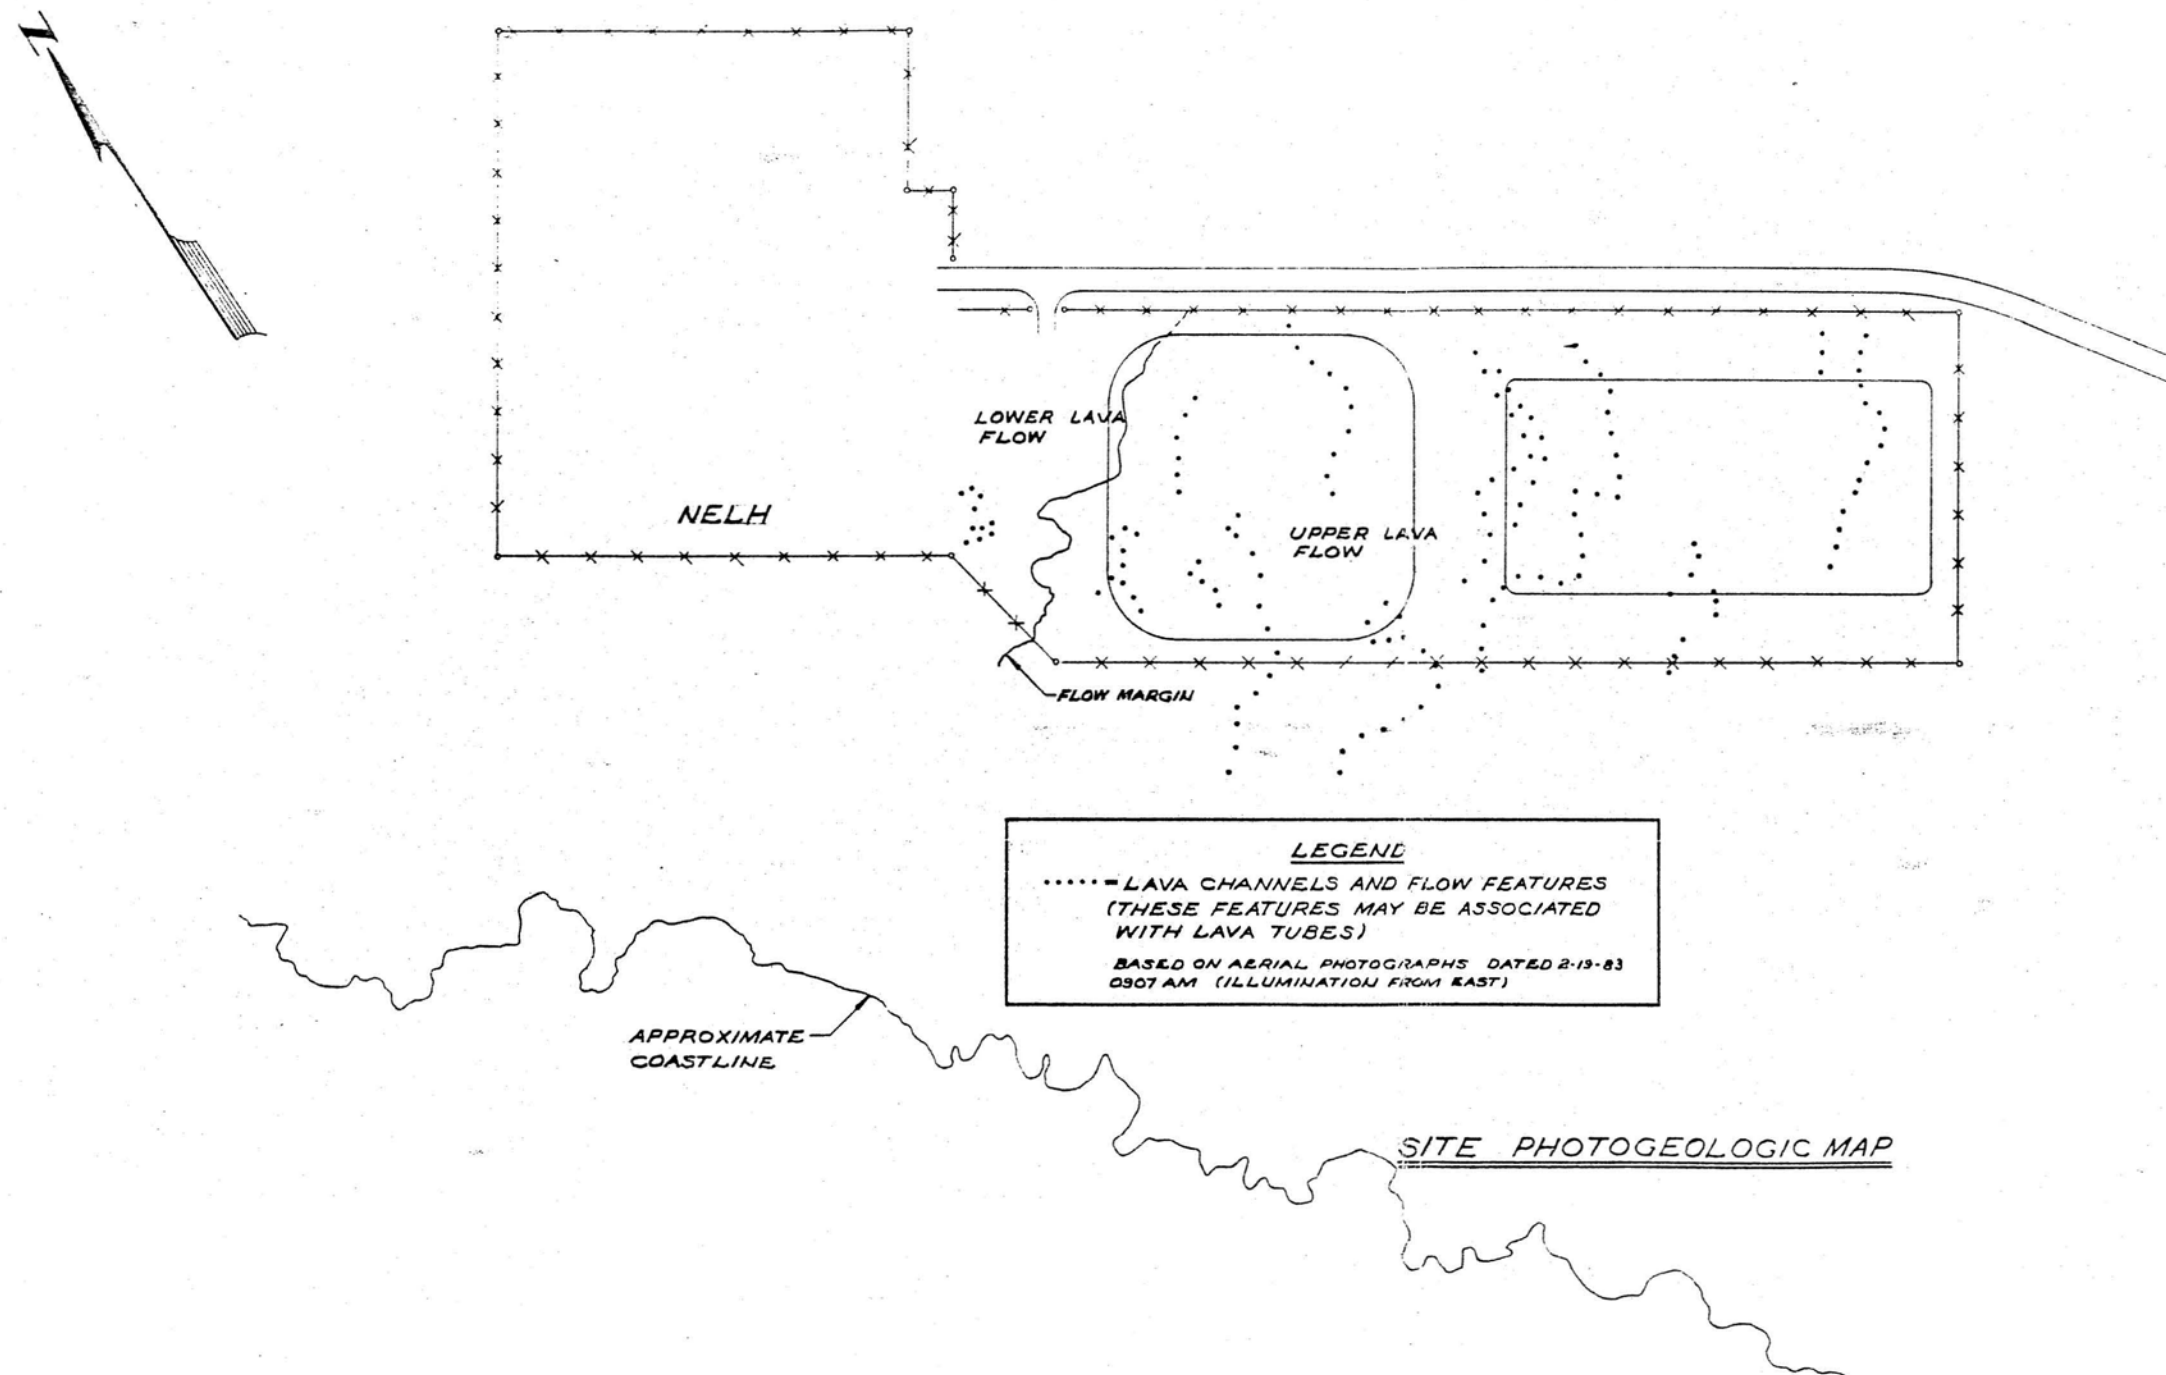 N
LOWER LAVA
FLOW
NELH
UPPER LAVA
FLOW
FLOW MARGIN
LEGEND
LAVA CHANNELS AND FLOW FEATURES
(THESE FEATURES MAY BE ASSOCIATED
WITH LAVA TUBES)
BASED ON AERIAL PHOTOGRAPHS DATED 2-19-83
0907 AM (ILLUMINATION FROM EAST)
APPROXIMATE
COASTLINE
SITE PHOTOGEOLOGIC MAP